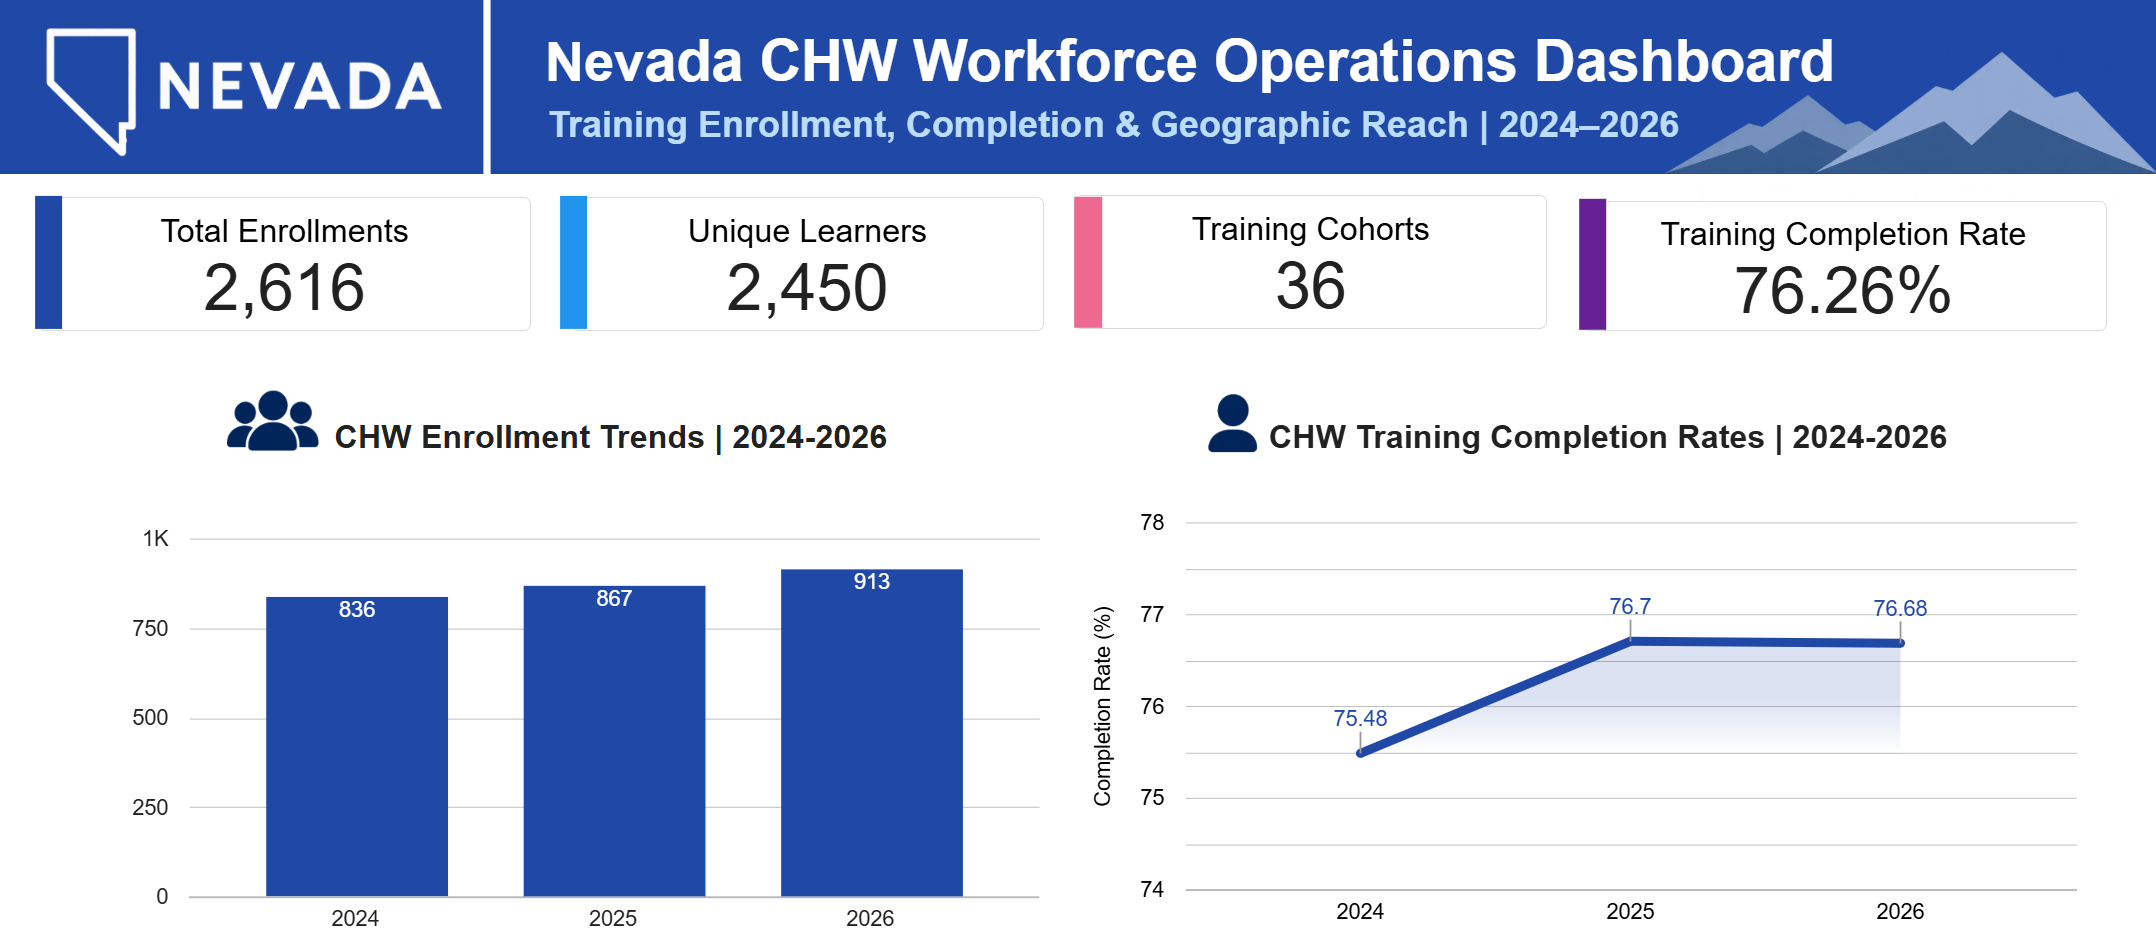 NEVADA
Nevada CHW Workforce Operations Dashboard
Training Enrollment, Completion & Geographic Reach | 2024–2026
Total Enrollments
2,616
Unique Learners
2,450
Training Cohorts
36
Training Completion Rate
76.26%
CHW Enrollment Trends | 2024-2026
1K
750
500
250
0
836
867
913
2024
2025
2026
CHW Training Completion Rates | 2024-2026
Completion Rate (%)
78
77
76
75
74
75.48
76.7
76.68
2024
2025
2026